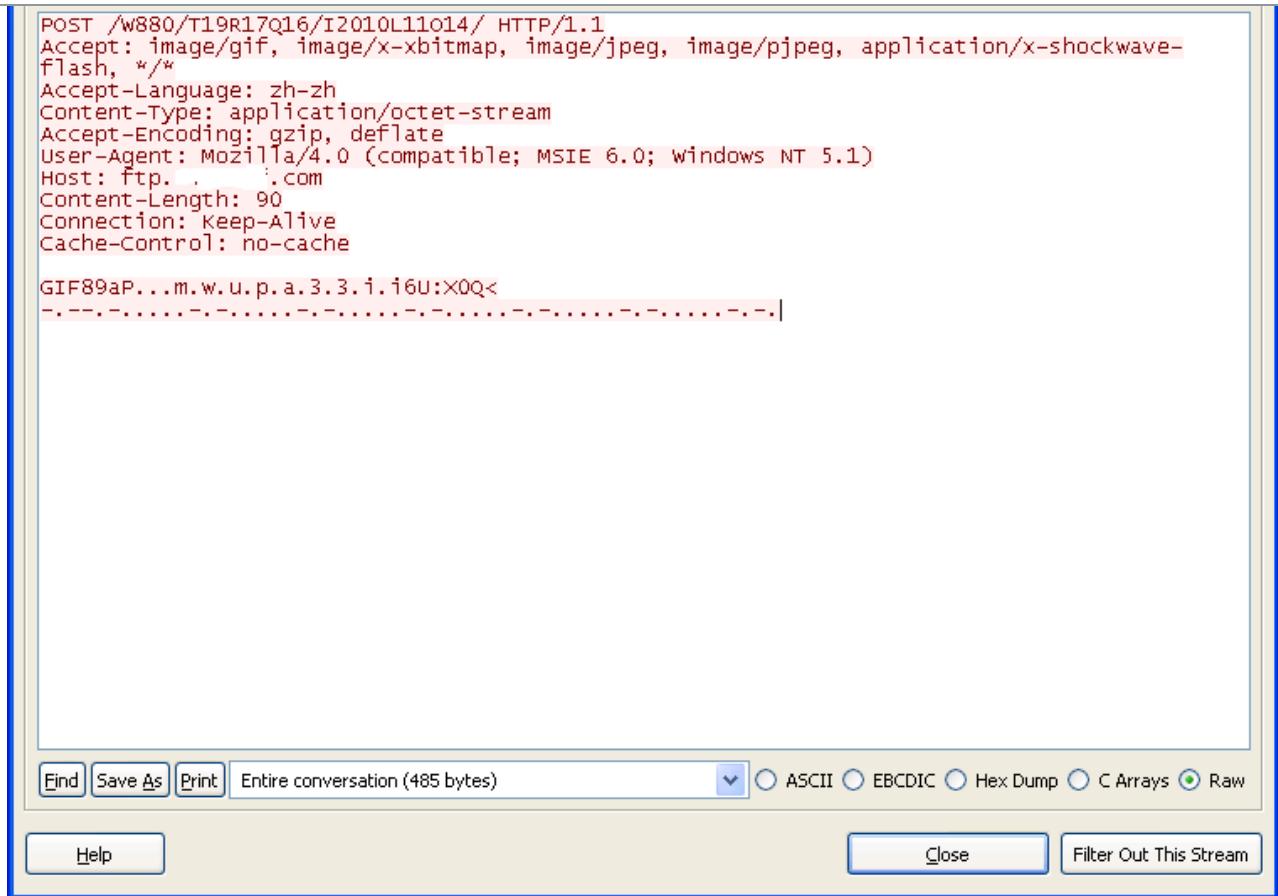 POST /w880/T19R17Q16/I2010L11O14/ HTTP/1.1
Accept: image/gif, image/x-xbitmap, image/jpeg, image/pjpeg, application/x-shockwave-
flash, */*
Accept-Language: zh-zh
Content-Type: application/octet-stream
Accept-Encoding: gzip, deflate
User-Agent: Mozilla/4.0 (compatible; MSIE 6.0; Windows NT 5.1)
Host: ftp. . .com
Content-Length: 90
Connection: Keep-Alive
Cache-Control: no-cache
GIF89aP...m.w.u.p.a.3.3.i.i6U:X0Q<
-.--.-.....-.-.....-.-.....-.-.....-.-.....-.-.....-.-.
Find Save As Print Entire conversation (485 bytes) ASCII EBCDIC Hex Dump C Arrays Raw
Help Close Filter Out This Stream